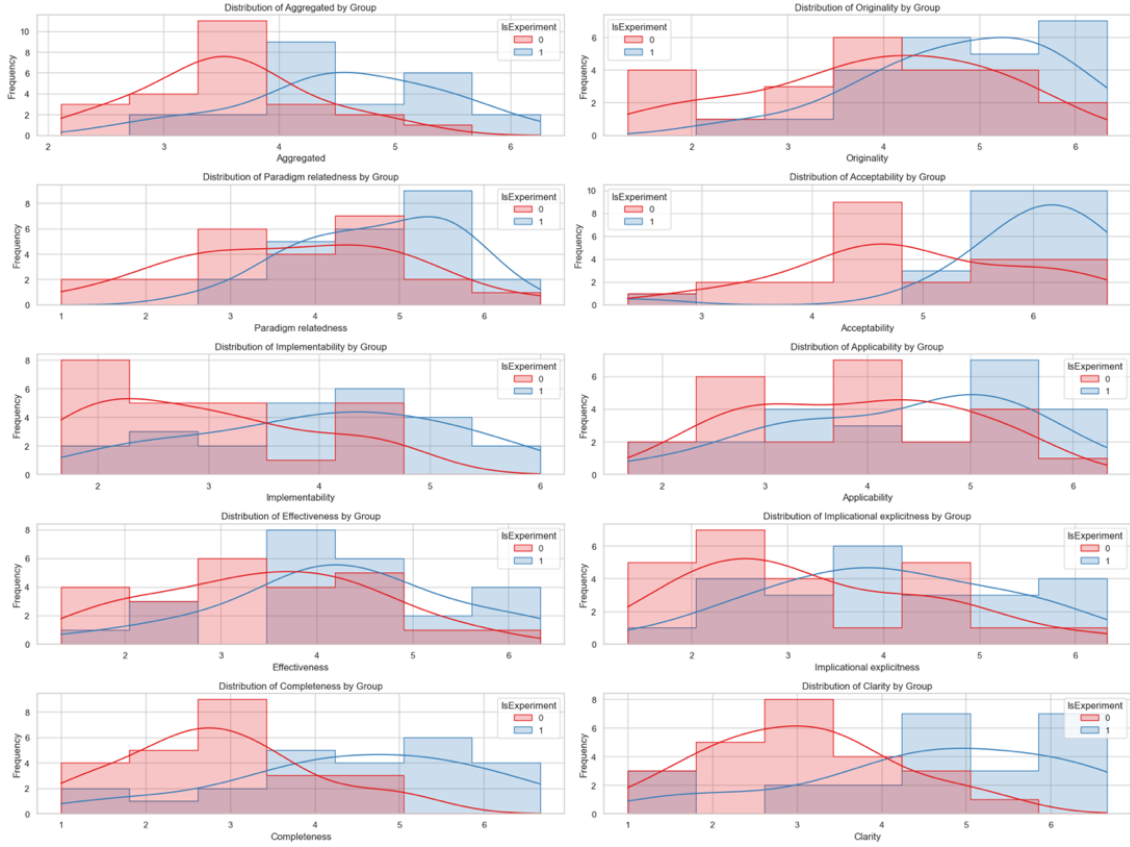 Distribution of Aggregated by Group
Frequency
10
8
6
4
2
0
2 3 4 5 6
Aggregated
IsExperiment
0
1
Distribution of Originality by Group
Frequency
6
4
2
0
2 3 4 5 6
Originality
IsExperiment
0
1
Distribution of Paradigm relatedness by Group
Frequency
8
6
4
2
0
1 2 3 4 5 6
Paradigm relatedness
IsExperiment
0
1
Distribution of Acceptability by Group
Frequency
10
8
6
4
2
0
3 4 5 6
Acceptability
IsExperiment
0
1
Distribution of Implementability by Group
Frequency
8
6
4
2
0
2 3 4 5 6
Implementability
IsExperiment
0
1
Distribution of Applicability by Group
Frequency
8
6
4
2
0
2 3 4 5 6
Applicability
IsExperiment
0
1
Distribution of Effectiveness by Group
Frequency
8
6
4
2
0
2 3 4 5 6
Effectiveness
IsExperiment
0
1
Distribution of Implicational explicitness by Group
Frequency
6
4
2
0
2 3 4 5 6
Implicational explicitness
IsExperiment
0
1
Distribution of Completeness by Group
Frequency
8
6
4
2
0
1 2 3 4 5 6
Completeness
IsExperiment
0
1
Distribution of Clarity by Group
Frequency
8
6
4
2
0
1 2 3 4 5 6
Clarity
IsExperiment
0
1